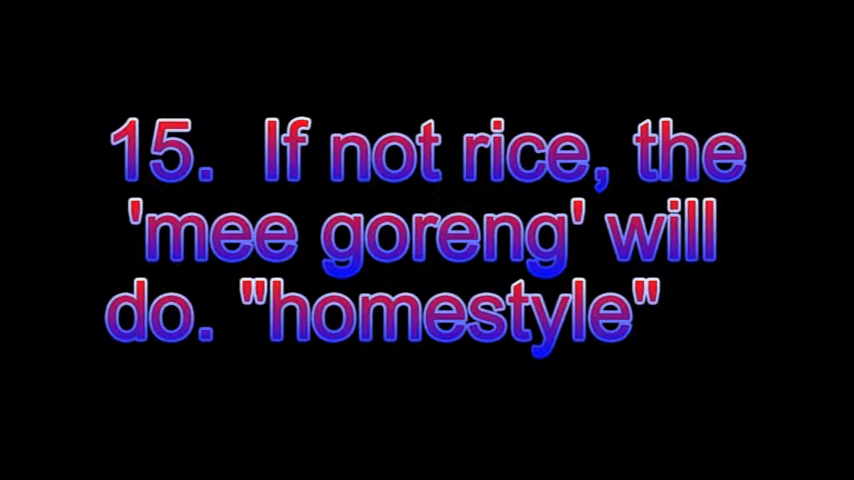 15.  If not rice, the
'mee goreng' will
do. "homestyle"